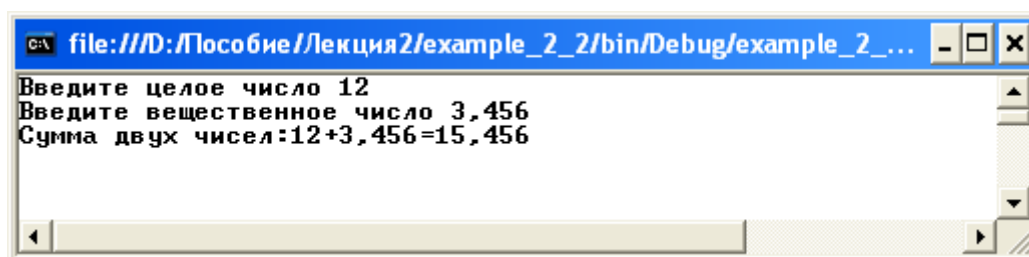 file:///D:/Пособие/Лекция2/example_2_2/bin/Debug/example_2_...
Введите целое число 12
Введите вещественное число 3,456
Сумма двух чисел:12+3,456=15,456